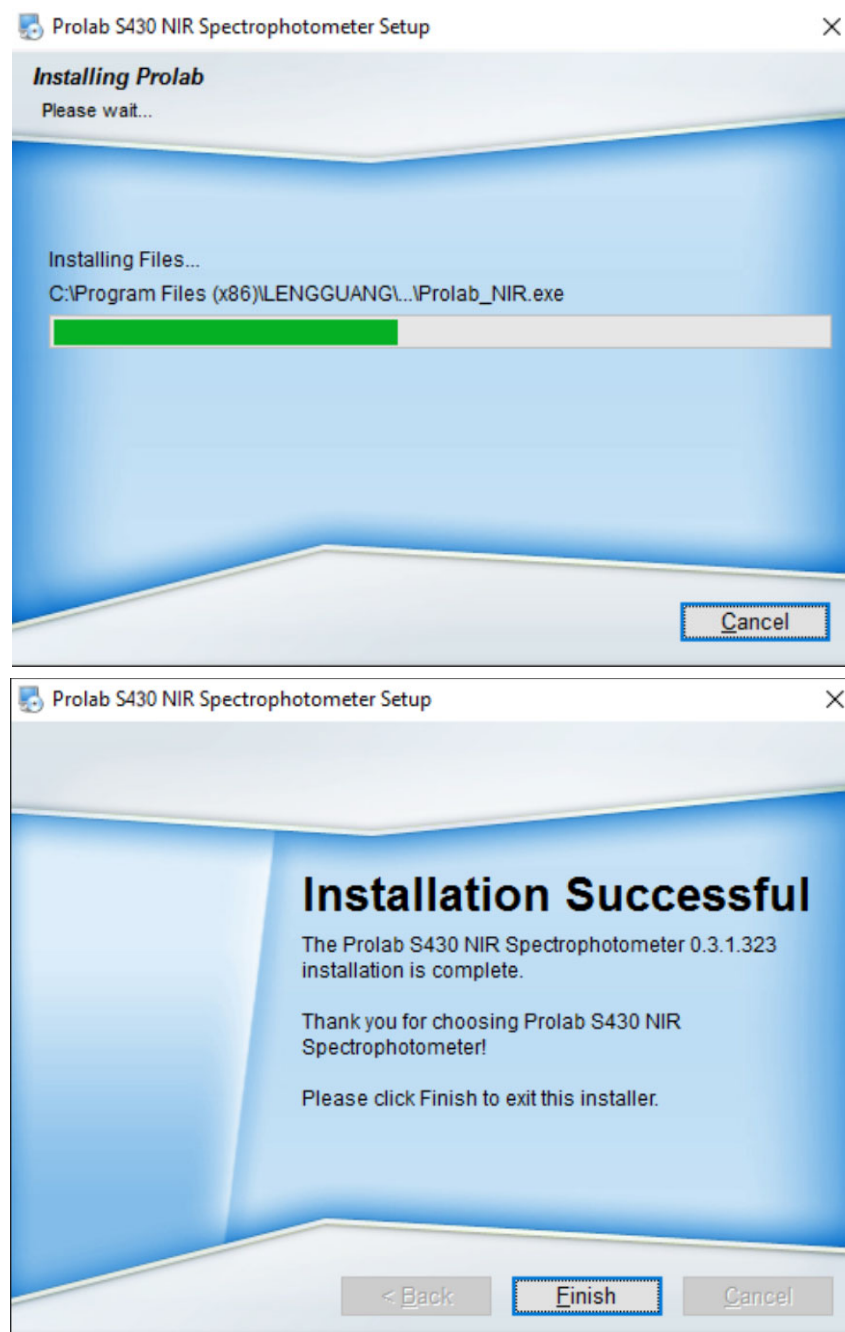 Prolab S430 NIR Spectrophotometer Setup
Installing Prolab
Please wait...
Installing Files...
C:\Program Files (x86)\LENGGUANG\...\Prolab_NIR.exe
Cancel
Prolab S430 NIR Spectrophotometer Setup
Installation Successful
The Prolab S430 NIR Spectrophotometer 0.3.1.323
installation is complete.
Thank you for choosing Prolab S430 NIR
Spectrophotometer!
Please click Finish to exit this installer.
< Back
Finish
Cancel